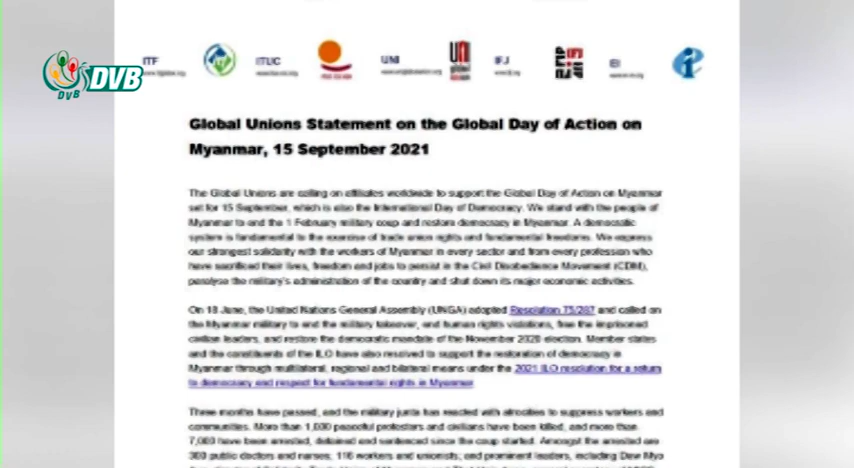 DVB
DVB
ITF
ITUC
UNI
IFJ
EI
Global Unions Statement on the Global Day of Action on
Myanmar, 15 September 2021
The Global Unions are calling on affiliates worldwide to support the Global Day of Action on Myanmar
set for 15 September, which is also the International Day of Democracy. We stand with the people of
Myanmar to end the 1 February military coup and restore democracy in Myanmar. A democratic
system is fundamental to the exercise of trade union rights and fundamental freedoms. We express
our strongest solidarity with the workers of Myanmar in every sector and from every profession who
have sacrificed their lives, freedom and jobs to persist in the Civil Disobedience Movement (CDM),
paralyse the military's administration of the country and shut down its major economic activities.
On 18 June, the United Nations General Assembly (UNGA) adopted Resolution 75/287 and called on
the Myanmar military to end the military takeover, end human rights violations, free the imprisoned
civilian leaders, and restore the democratic mandate of the November 2020 election. Member states
and the constituents of the ILO have also resolved to support the restoration of democracy in
Myanmar through multilateral, regional and bilateral means under the 2021 ILO resolution for a return
to democracy and respect for fundamental rights in Myanmar.
Three months have passed, and the military junta has reacted with atrocities to suppress workers and
communities. More than 1,000 peaceful protestors and civilians have been killed, and more than
7,000 have been arrested, detained and sentenced since the coup started. Amongst the arrested are
300 public doctors and nurses; 116 workers and unionists; and prominent leaders, including Daw Myo